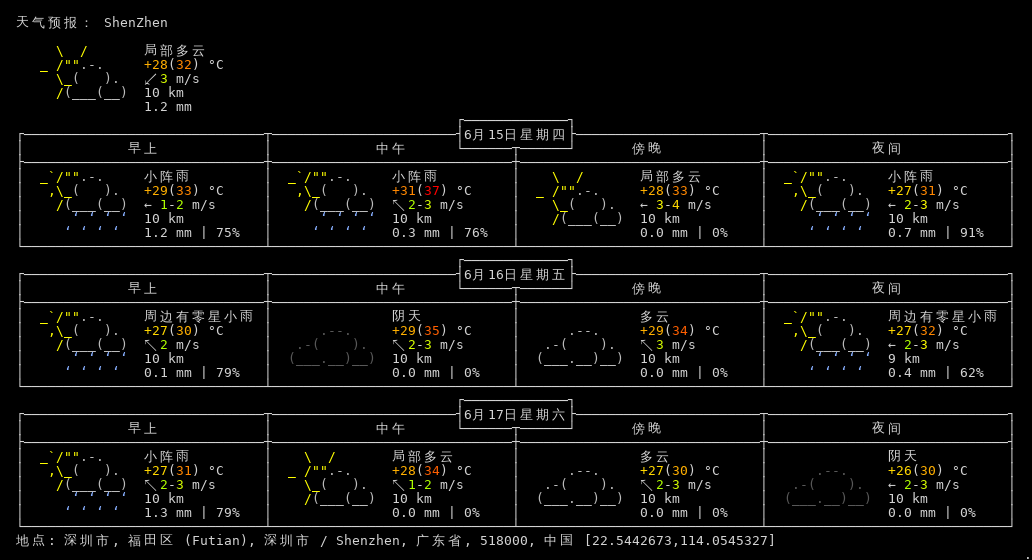 天气预报： ShenZhen
局部多云
+28(32) °C
↙3 m/s
10 km
1.2 mm
6月15日星期四
早上 中午 傍晚 夜间
小阵雨 小阵雨 局部多云 小阵雨
+29(33) °C +31(37) °C +28(33) °C +27(31) °C
← 1-2 m/s ↖2-3 m/s ← 3-4 m/s ← 2-3 m/s
10 km 10 km 10 km 10 km
1.2 mm | 75% 0.3 mm | 76% 0.0 mm | 0% 0.7 mm | 91%
6月16日星期五
早上 中午 傍晚 夜间
周边有零星小雨 阴天 多云 周边有零星小雨
+27(30) °C +29(35) °C +29(34) °C +27(32) °C
↖2 m/s ↖2-3 m/s ↖3 m/s ← 2-3 m/s
10 km 10 km 10 km 9 km
0.1 mm | 79% 0.0 mm | 0% 0.0 mm | 0% 0.4 mm | 62%
6月17日星期六
早上 中午 傍晚 夜间
小阵雨 局部多云 多云 阴天
+27(31) °C +28(34) °C +27(30) °C +26(30) °C
↖2-3 m/s ↖1-2 m/s ↖2-3 m/s ← 2-3 m/s
10 km 10 km 10 km 10 km
1.3 mm | 79% 0.0 mm | 0% 0.0 mm | 0% 0.0 mm | 0%
地点: 深圳市, 福田区 (Futian), 深圳市 / Shenzhen, 广东省, 518000, 中国 [22.5442673,114.0545327]